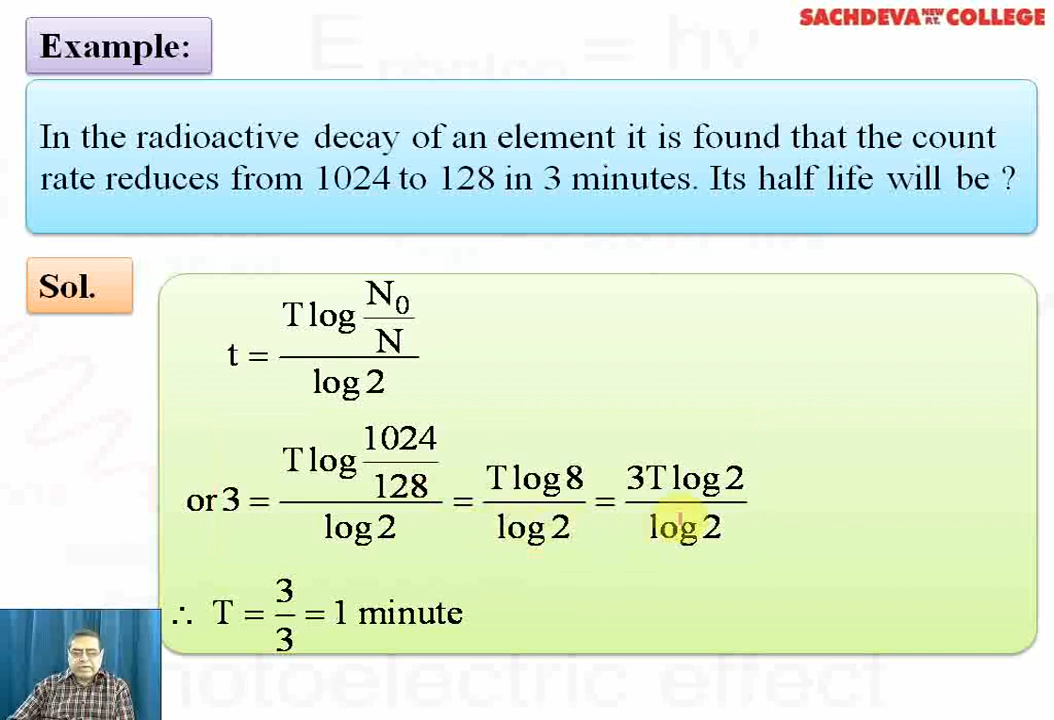 SACHDEVA NEW P.T. COLLEGE
Example:
In the radioactive decay of an element it is found that the count
rate reduces from 1024 to 128 in 3 minutes. Its half life will be ?
Sol.
t = T log N₀/N / log 2
or 3 = T log 1024/128 / log 2 = T log 8 / log 2 = 3T log 2 / log 2
∴ T = 3/3 = 1 minute
hν
=
photoelectric effect